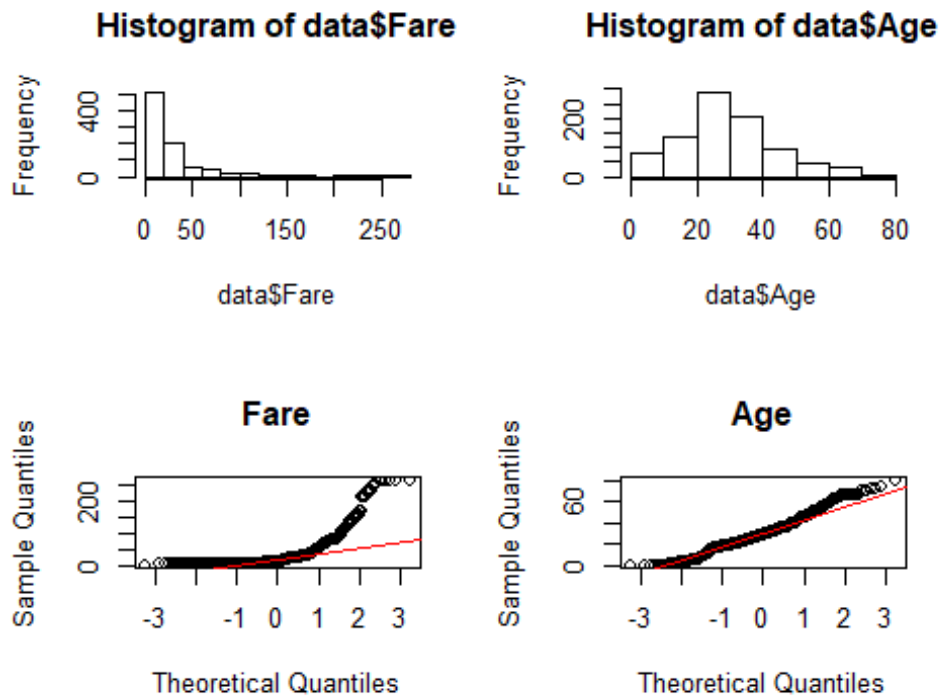 Histogram of data$Fare
Frequency
0 400
0 50 150 250
data$Fare
Histogram of data$Age
Frequency
0 200
0 20 40 60 80
data$Age
Fare
Sample Quantiles
0 200
-3 -1 0 1 2 3
Theoretical Quantiles
Age
Sample Quantiles
0 60
-3 -1 0 1 2 3
Theoretical Quantiles